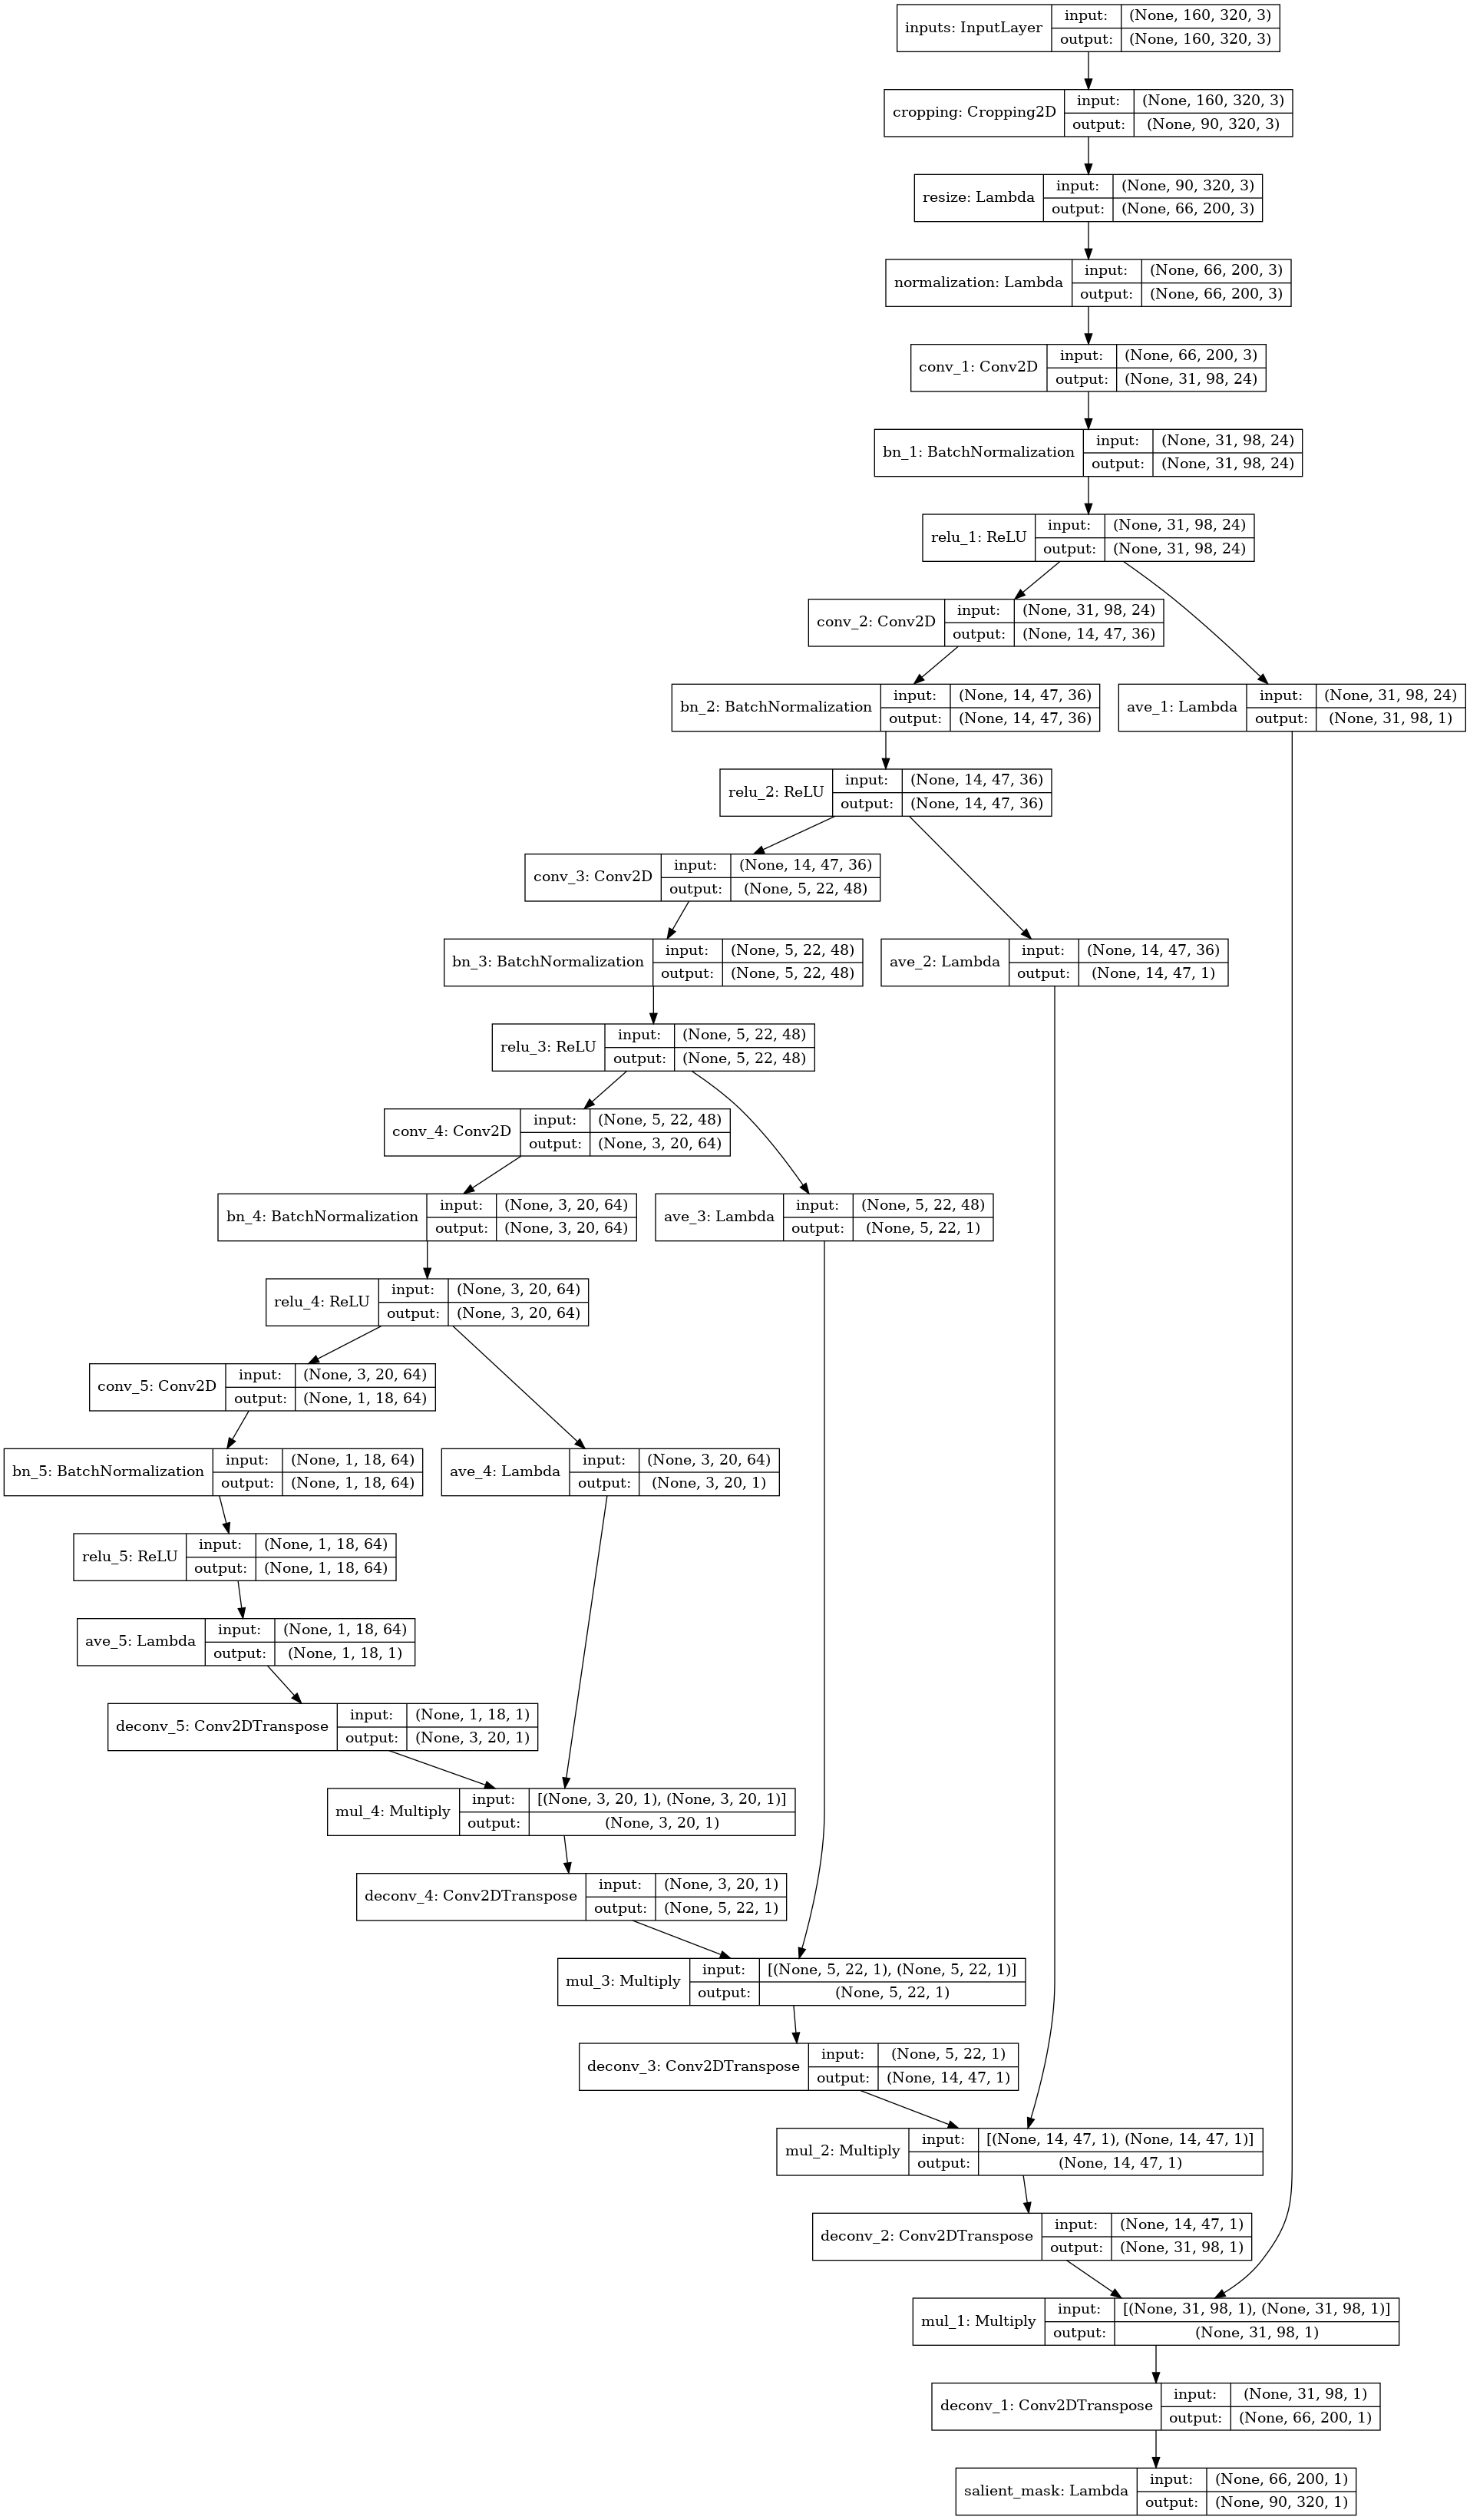 inputs: InputLayer
input: (None, 160, 320, 3)
output: (None, 160, 320, 3)
cropping: Cropping2D
input: (None, 160, 320, 3)
output: (None, 90, 320, 3)
resize: Lambda
input: (None, 90, 320, 3)
output: (None, 66, 200, 3)
normalization: Lambda
input: (None, 66, 200, 3)
output: (None, 66, 200, 3)
conv_1: Conv2D
input: (None, 66, 200, 3)
output: (None, 31, 98, 24)
bn_1: BatchNormalization
input: (None, 31, 98, 24)
output: (None, 31, 98, 24)
relu_1: ReLU
input: (None, 31, 98, 24)
output: (None, 31, 98, 24)
conv_2: Conv2D
input: (None, 31, 98, 24)
output: (None, 14, 47, 36)
bn_2: BatchNormalization
input: (None, 14, 47, 36)
output: (None, 14, 47, 36)
ave_1: Lambda
input: (None, 31, 98, 24)
output: (None, 31, 98, 1)
relu_2: ReLU
input: (None, 14, 47, 36)
output: (None, 14, 47, 36)
conv_3: Conv2D
input: (None, 14, 47, 36)
output: (None, 5, 22, 48)
bn_3: BatchNormalization
input: (None, 5, 22, 48)
output: (None, 5, 22, 48)
ave_2: Lambda
input: (None, 14, 47, 36)
output: (None, 14, 47, 1)
relu_3: ReLU
input: (None, 5, 22, 48)
output: (None, 5, 22, 48)
conv_4: Conv2D
input: (None, 5, 22, 48)
output: (None, 3, 20, 64)
bn_4: BatchNormalization
input: (None, 3, 20, 64)
output: (None, 3, 20, 64)
ave_3: Lambda
input: (None, 5, 22, 48)
output: (None, 5, 22, 1)
relu_4: ReLU
input: (None, 3, 20, 64)
output: (None, 3, 20, 64)
conv_5: Conv2D
input: (None, 3, 20, 64)
output: (None, 1, 18, 64)
bn_5: BatchNormalization
input: (None, 1, 18, 64)
output: (None, 1, 18, 64)
ave_4: Lambda
input: (None, 3, 20, 64)
output: (None, 3, 20, 1)
relu_5: ReLU
input: (None, 1, 18, 64)
output: (None, 1, 18, 64)
ave_5: Lambda
input: (None, 1, 18, 64)
output: (None, 1, 18, 1)
deconv_5: Conv2DTranspose
input: (None, 1, 18, 1)
output: (None, 3, 20, 1)
mul_4: Multiply
input: [(None, 3, 20, 1), (None, 3, 20, 1)]
output: (None, 3, 20, 1)
deconv_4: Conv2DTranspose
input: (None, 3, 20, 1)
output: (None, 5, 22, 1)
mul_3: Multiply
input: [(None, 5, 22, 1), (None, 5, 22, 1)]
output: (None, 5, 22, 1)
deconv_3: Conv2DTranspose
input: (None, 5, 22, 1)
output: (None, 14, 47, 1)
mul_2: Multiply
input: [(None, 14, 47, 1), (None, 14, 47, 1)]
output: (None, 14, 47, 1)
deconv_2: Conv2DTranspose
input: (None, 14, 47, 1)
output: (None, 31, 98, 1)
mul_1: Multiply
input: [(None, 31, 98, 1), (None, 31, 98, 1)]
output: (None, 31, 98, 1)
deconv_1: Conv2DTranspose
input: (None, 31, 98, 1)
output: (None, 66, 200, 1)
salient_mask: Lambda
input: (None, 66, 200, 1)
output: (None, 90, 320, 1)